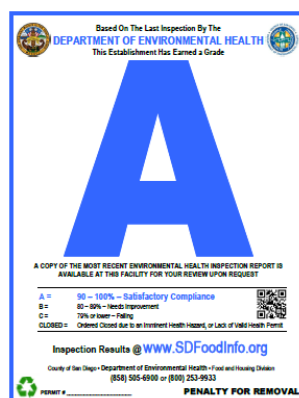 Based On The Last Inspection By The
DEPARTMENT OF ENVIRONMENTAL HEALTH
This Establishment Has Earned a Grade
A
A COPY OF THE MOST RECENT ENVIRONMENTAL HEALTH INSPECTION REPORT IS
AVAILABLE AT THIS FACILITY FOR YOUR REVIEW UPON REQUEST
A = 90 – 100% – Satisfactory Compliance
B = 80 – 89% – Needs Improvement
C = 79% or lower – Failing
CLOSED = Ordered Closed due to an Imminent Health Hazard, or Lack of Valid Health Permit
Inspection Results @ www.SDFoodInfo.org
County of San Diego • Department of Environmental Health • Food and Housing Division
(858) 505-6900 or (800) 253-9933
PERMIT #
PENALTY FOR REMOVAL